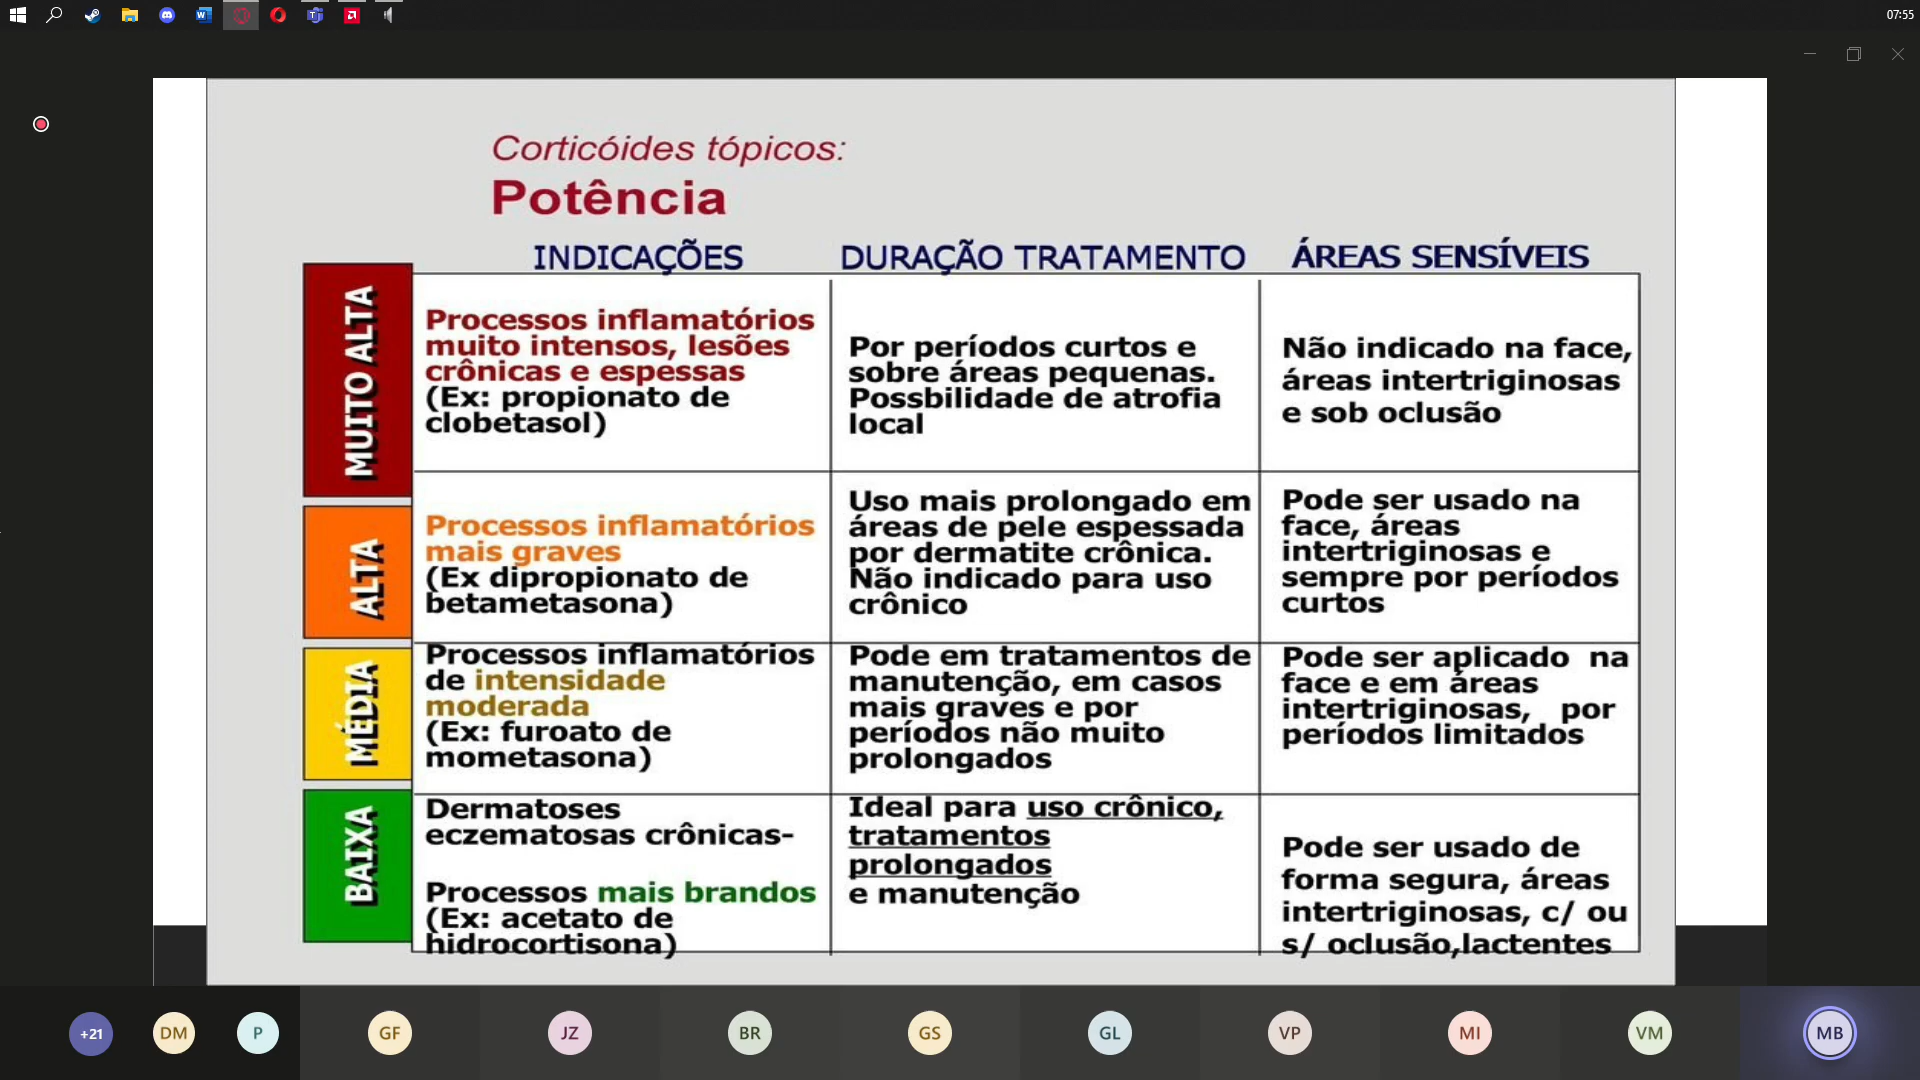 07:55
Corticóides tópicos:
Potência
INDICAÇÕES
DURAÇÃO TRATAMENTO
ÁREAS SENSÍVEIS
MUITO ALTA
Processos inflamatórios
muito intensos, lesões
crônicas e espessas
(Ex: propionato de
clobetasol)
Por períodos curtos e
sobre áreas pequenas.
Possbilidade de atrofia
local
Não indicado na face,
áreas intertriginosas
e sob oclusão
ALTA
Processos inflamatórios
mais graves
(Ex dipropionato de
betametasona)
Uso mais prolongado em
áreas de pele espessada
por dermatite crônica.
Não indicado para uso
crônico
Pode ser usado na
face, áreas
intertriginosas e
sempre por períodos
curtos
MÉDIA
Processos inflamatórios
de intensidade
moderada
(Ex: furoato de
mometasona)
Pode em tratamentos de
manutenção, em casos
mais graves e por
períodos não muito
prolongados
Pode ser aplicado na
face e em áreas
intertriginosas, por
períodos limitados
BAIXA
Dermatoses
eczematosas crônicas-
Processos mais brandos
(Ex: acetato de
hidrocortisona)
Ideal para uso crônico,
tratamentos
prolongados
e manutenção
Pode ser usado de
forma segura, áreas
intertriginosas, c/ ou
s/ oclusão,lactentes
+21
DM
P
GF
JZ
BR
GS
GL
VP
MI
VM
MB